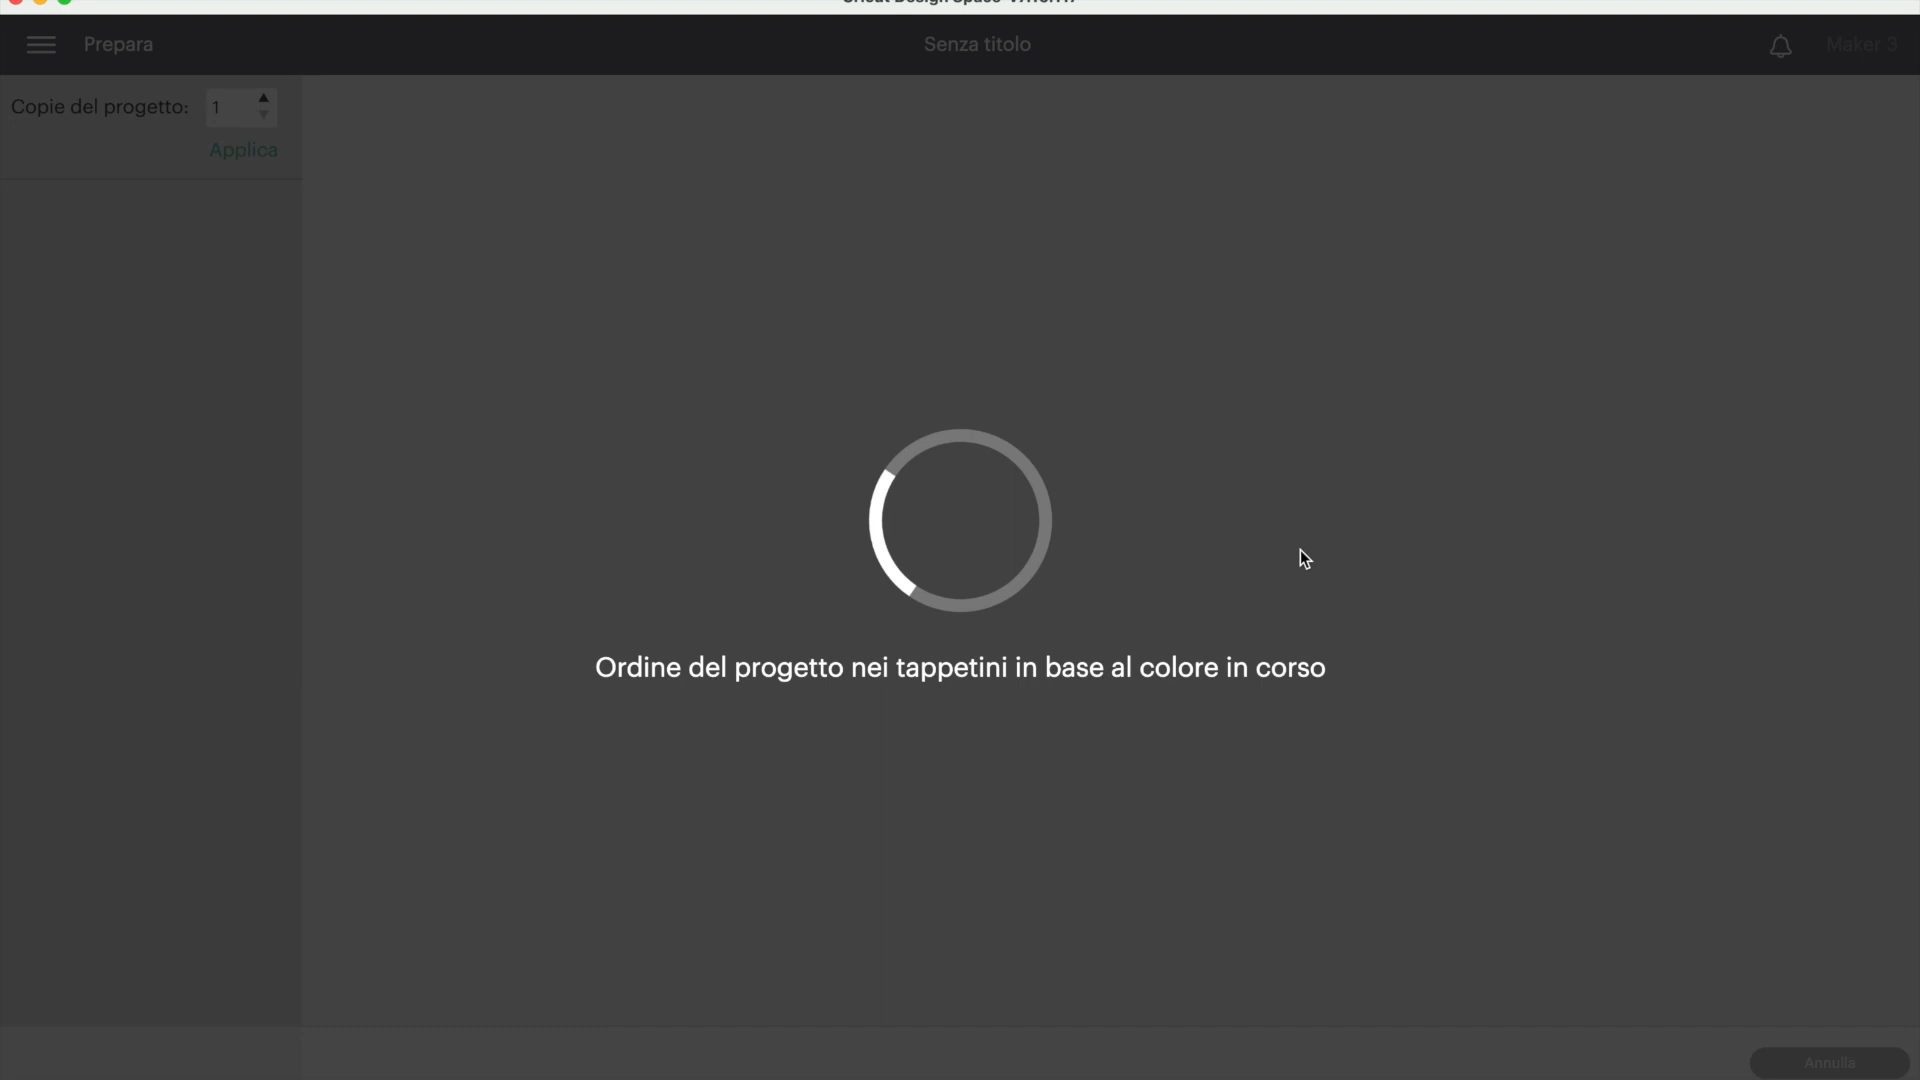 Prepara
Senza titolo
Maker 3
Copie del progetto:
1
Applica
Ordine del progetto nei tappetini in base al colore in corso
Annulla